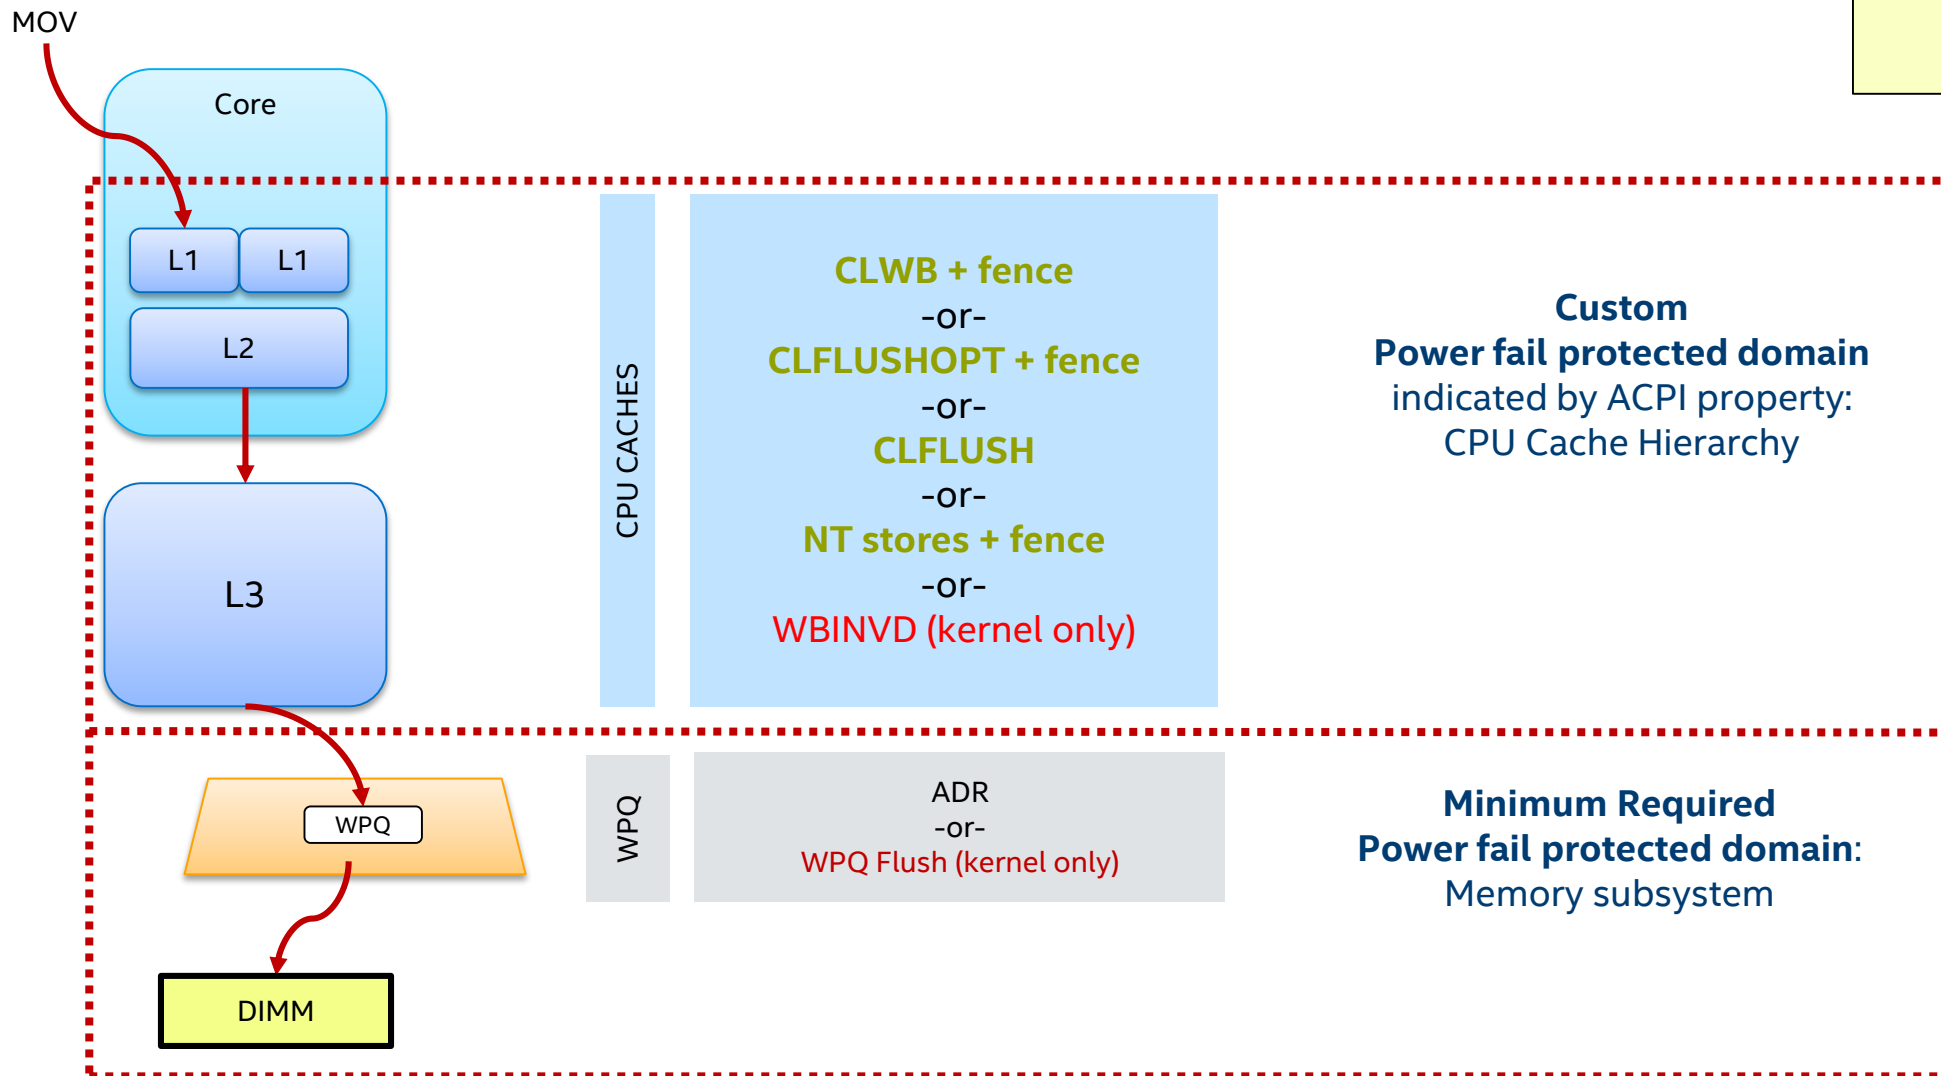 MOV
Core
L1
L1
L2
L3
CPU CACHES
CLWB + fence
-or-
CLFLUSHOPT + fence
-or-
CLFLUSH
-or-
NT stores + fence
-or-
WBINVD (kernel only)
Custom
Power fail protected domain
indicated by ACPI property:
CPU Cache Hierarchy
WPQ
WPQ
ADR
-or-
WPQ Flush (kernel only)
Minimum Required
Power fail protected domain:
Memory subsystem
DIMM